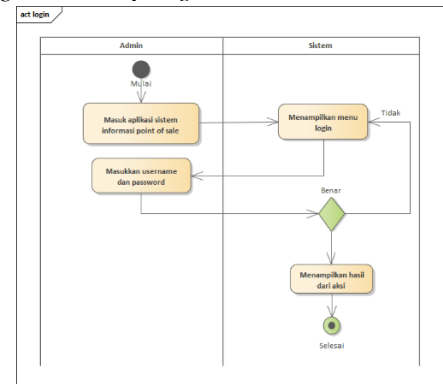 act login
Admin
Sistem
Mulai
Masuk aplikasi sistem
informasi point of sale
Menampilkan menu
login
Tidak
Masukkan username
dan password
Benar
Menampilkan hasil
dari aksi
Selesai